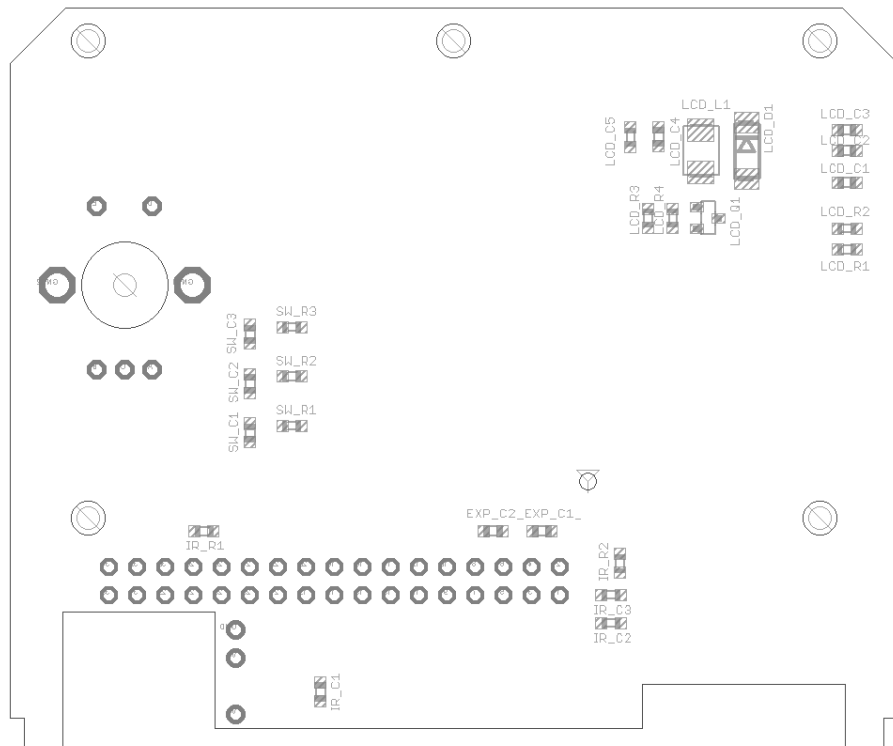 LCD_L1
LCD_C5
LCD_C4
LCD_D1
LCD_C3
LCD_C2
LCD_C1
LCD_R3
LCD_R4
LCD_Q1
LCD_R2
LCD_R1
SW_C3
SW_R3
SW_C2
SW_R2
SW_C1
SW_R1
EXP_C2_EXP_C1_
IR_R1
IR_R2
IR_C3
IR_C2
IR_C1